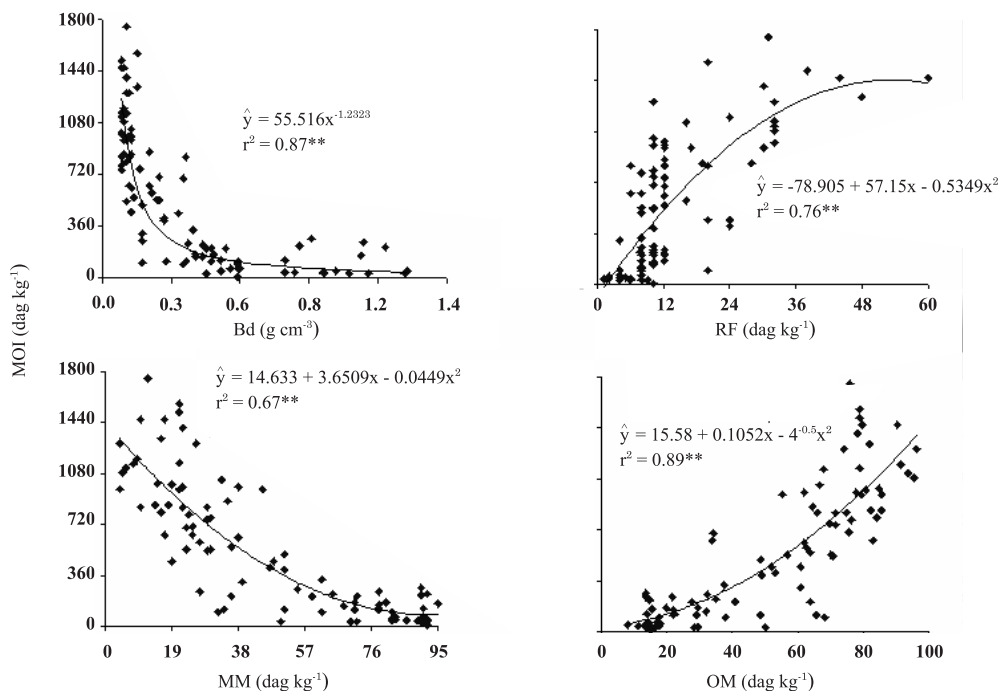 1800
1440
1080
720
360
0
ŷ = 55.516x^-1.2323
r² = 0.87**
0.0 0.3 0.6 0.8 1.2 1.4
Bd (g cm⁻³)
ŷ = -78.905 + 57.15x - 0.5349x²
r² = 0.76**
0 12 24 36 48 60
RF (dag kg⁻¹)
MOI (dag kg⁻¹)
1800
1440
1080
720
360
0
ŷ = 14.633 + 3.6509x - 0.0449x²
r² = 0.67**
0 19 38 57 76 95
MM (dag kg⁻¹)
ŷ = 15.58 + 0.1052x - 4^-0.5x²
r² = 0.89**
0 20 40 60 80 100
OM (dag kg⁻¹)